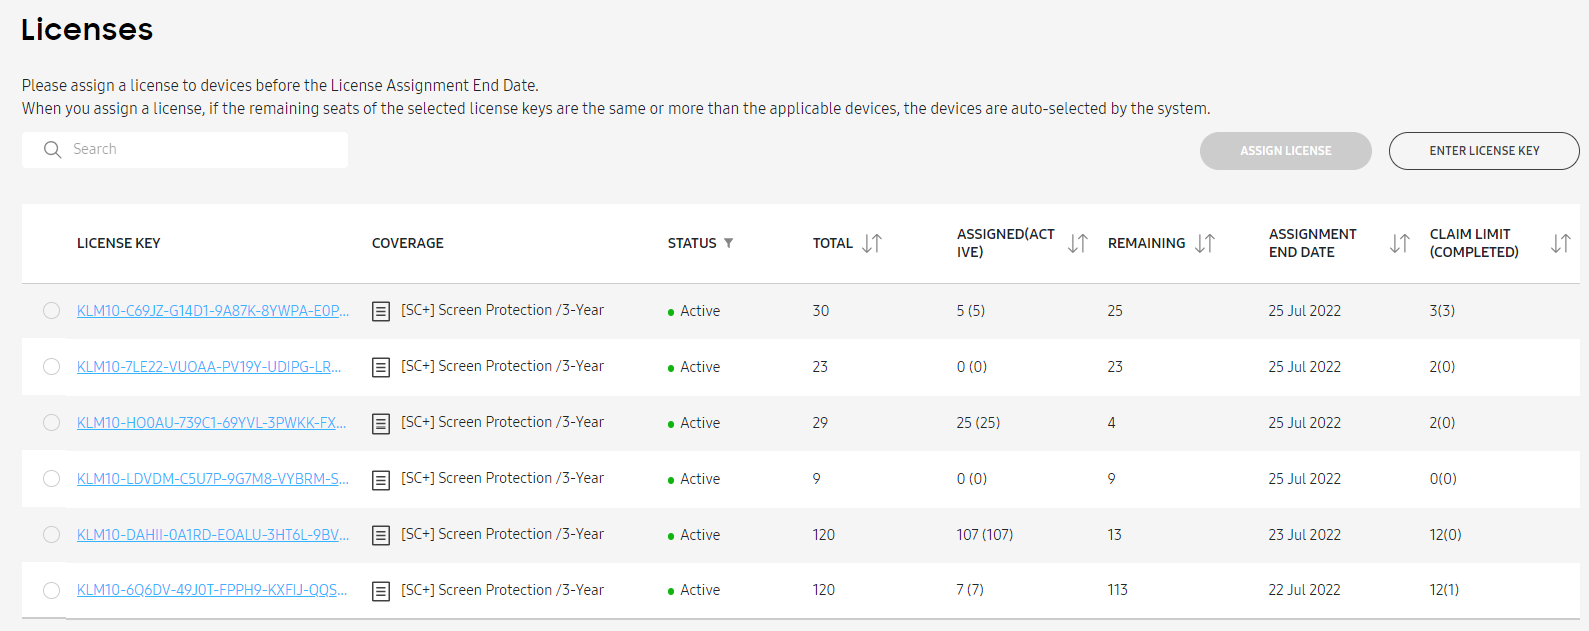 Licenses
Please assign a license to devices before the License Assignment End Date.
When you assign a license, if the remaining seats of the selected license keys are the same or more than the applicable devices, the devices are auto-selected by the system.
Search
ASSIGN LICENSE
ENTER LICENSE KEY
LICENSE KEY COVERAGE STATUS TOTAL ASSIGNED(ACT IVE) REMAINING ASSIGNMENT END DATE CLAIM LIMIT (COMPLETED)
KLM10-C69JZ-G14D1-9A87K-8YWPA-E0P... [SC+] Screen Protection /3-Year Active 30 5 (5) 25 25 Jul 2022 3(3)
KLM10-7LE22-VUOAA-PV19Y-UDIPG-LR... [SC+] Screen Protection /3-Year Active 23 0 (0) 23 25 Jul 2022 2(0)
KLM10-HO0AU-739C1-69YVL-3PWKK-FX... [SC+] Screen Protection /3-Year Active 29 25 (25) 4 25 Jul 2022 2(0)
KLM10-LDVDM-C5U7P-9G7M8-VYBRM-S... [SC+] Screen Protection /3-Year Active 9 0 (0) 9 25 Jul 2022 0(0)
KLM10-DAHII-0A1RD-EOALU-3HT6L-9BV... [SC+] Screen Protection /3-Year Active 120 107 (107) 13 23 Jul 2022 12(0)
KLM10-6Q6DV-49J0T-FPPH9-KXFIJ-QQS... [SC+] Screen Protection /3-Year Active 120 7 (7) 113 22 Jul 2022 12(1)